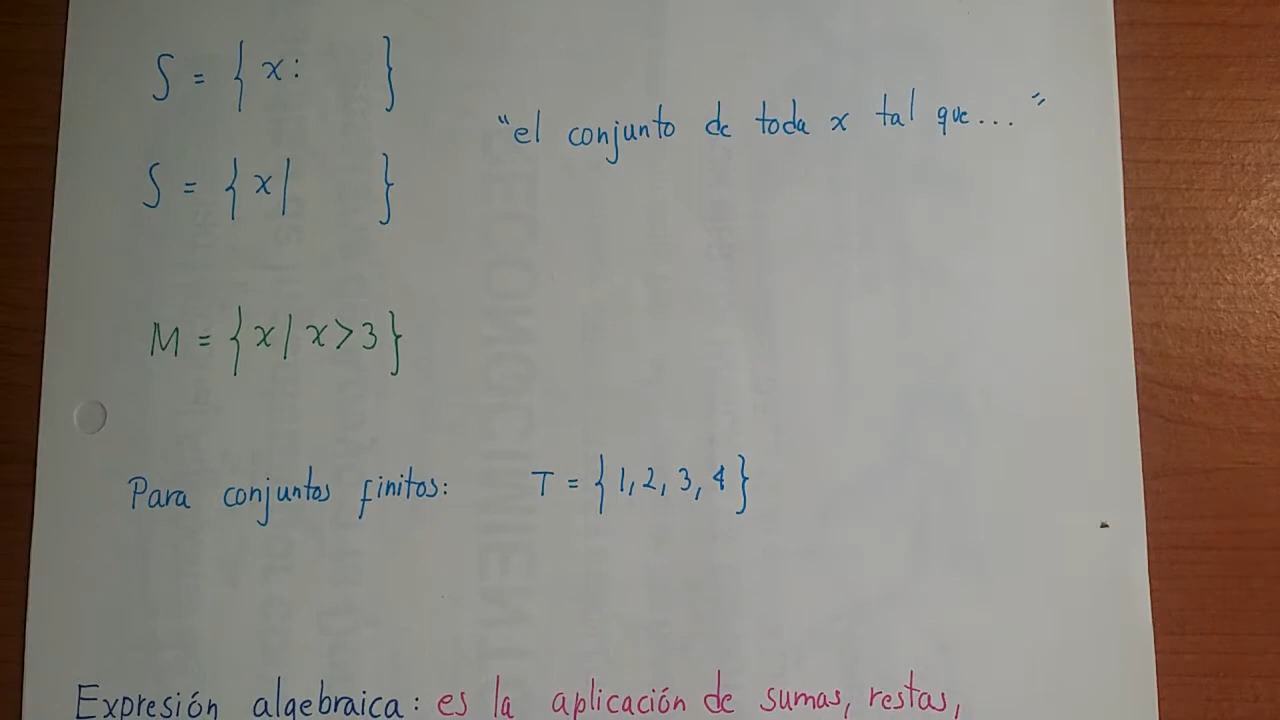 S = { x: }
"el conjunto de toda x tal que..."
S = { x| }
M = { x | x > 3 }
Para conjuntos finitos: T = { 1, 2, 3, 4 }
Expresión algebraica: es la aplicación de sumas, restas,